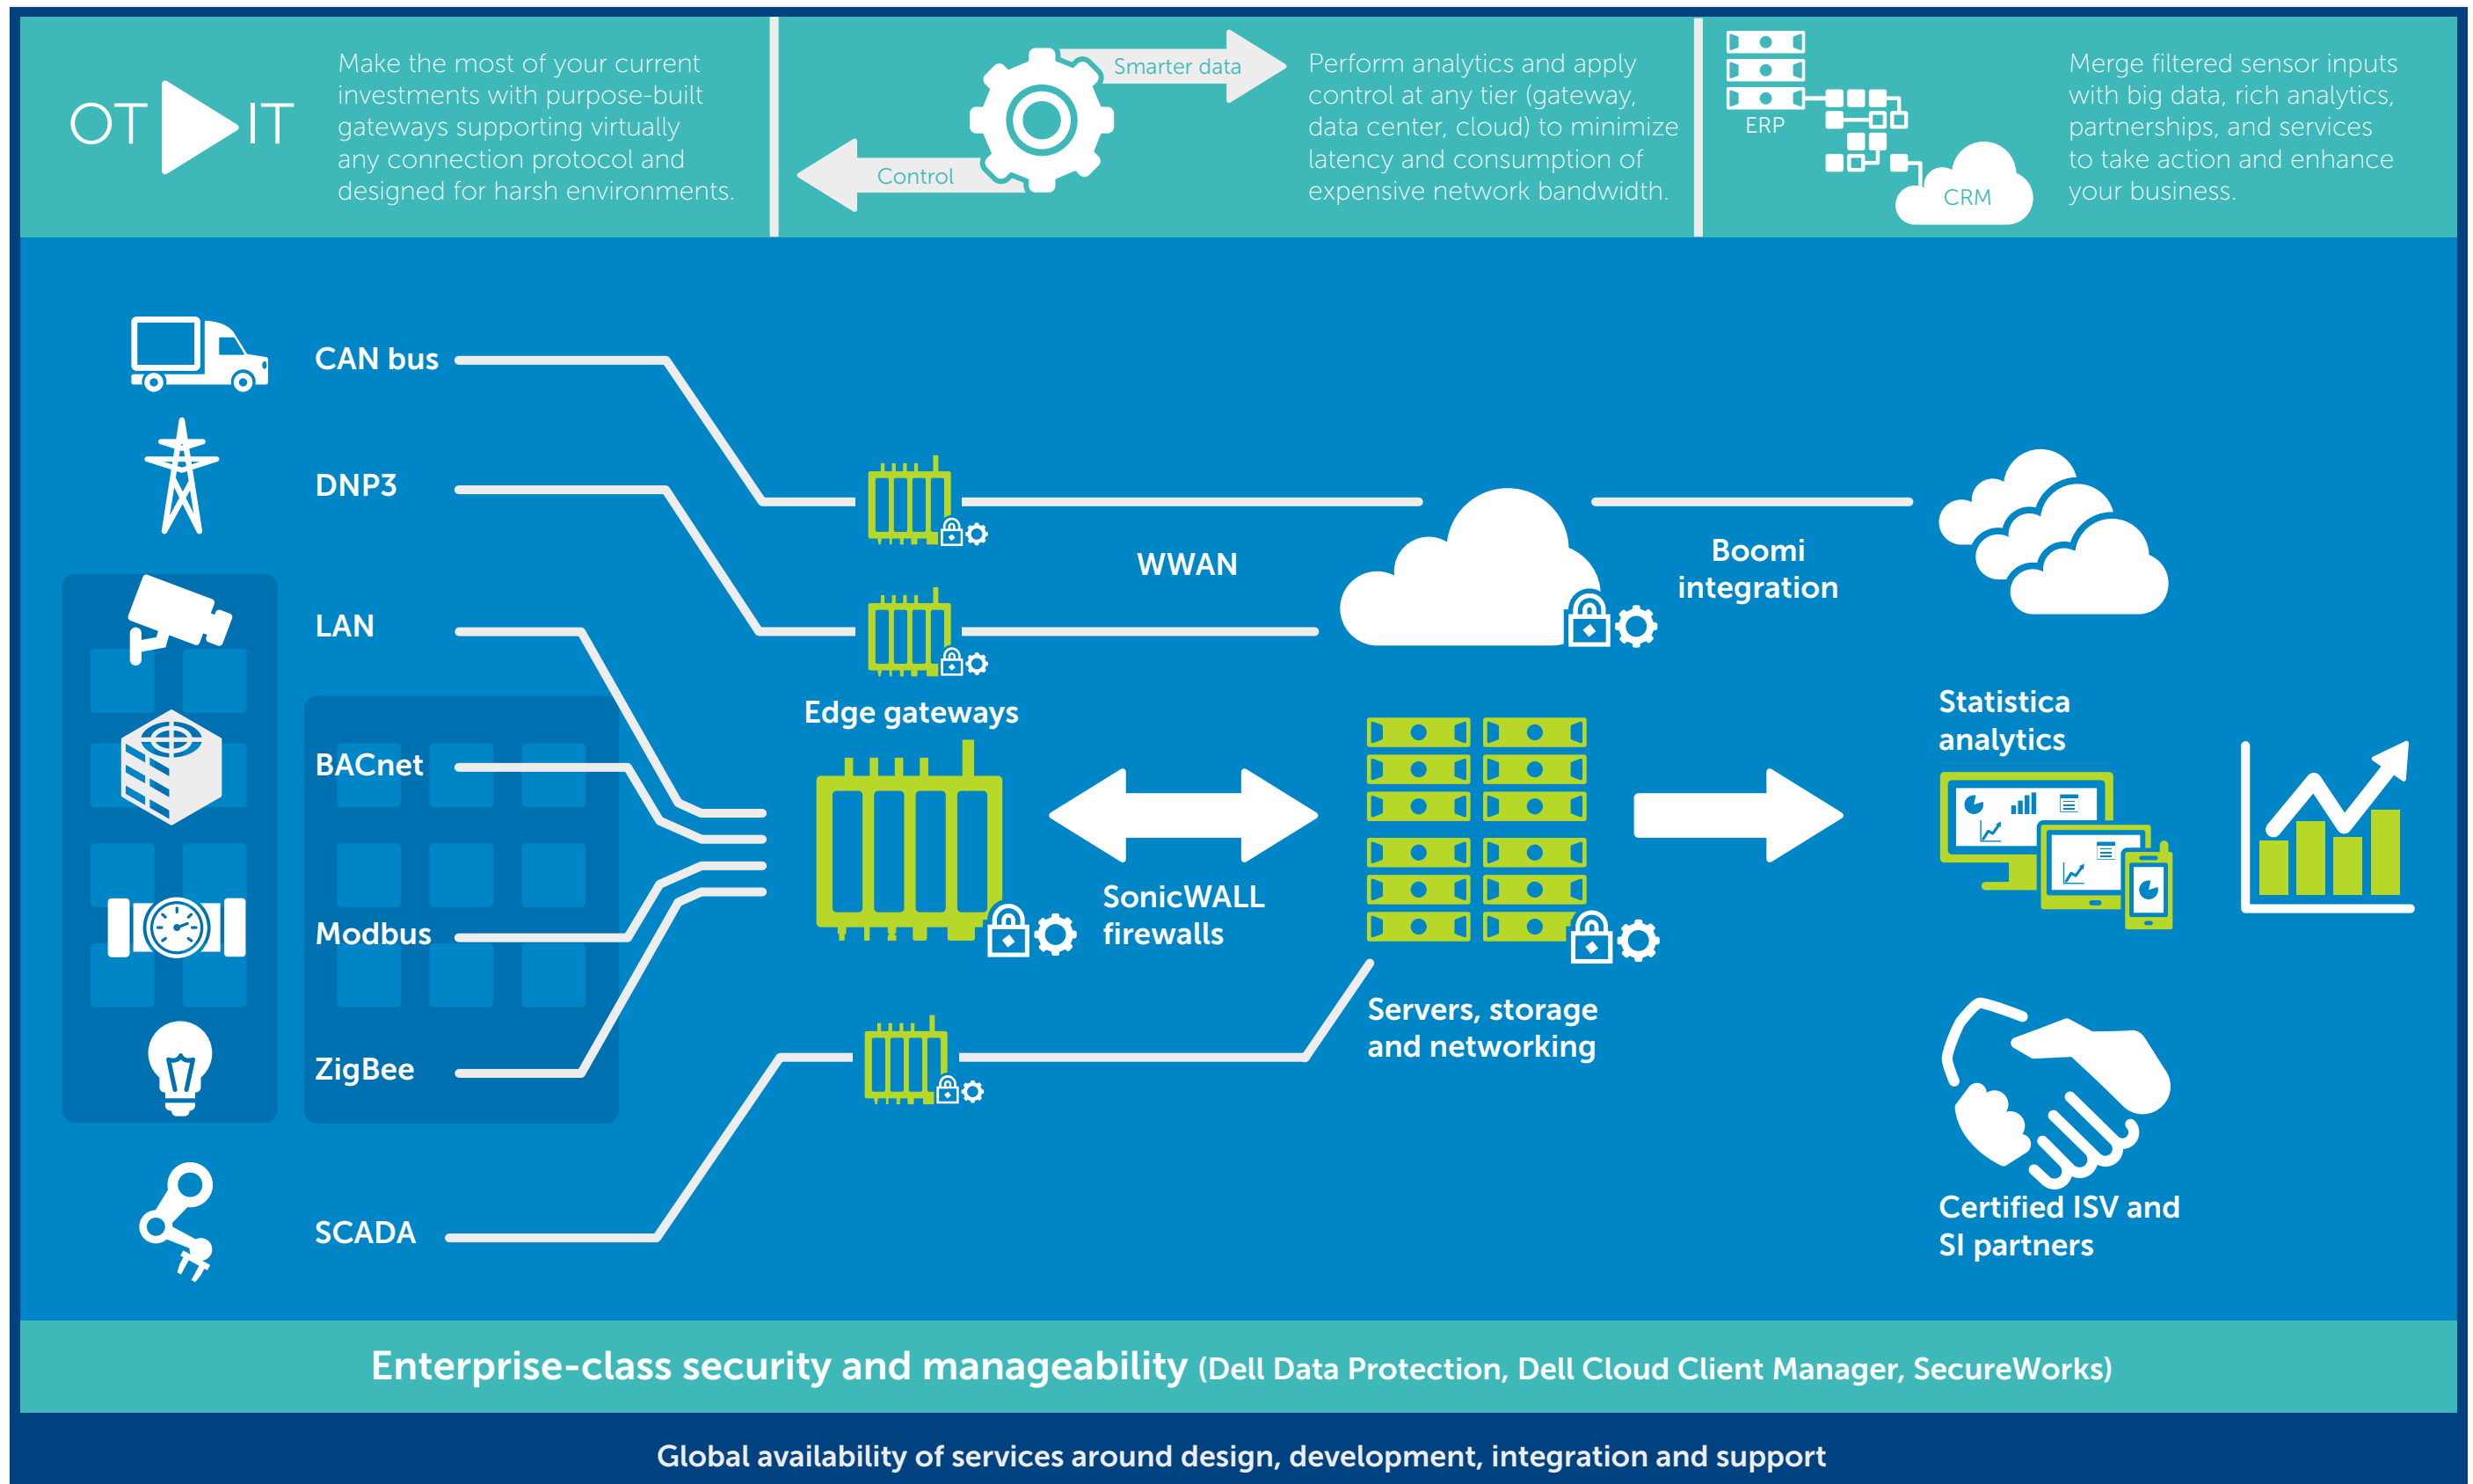 OT IT
Make the most of your current
investments with purpose-built
gateways supporting virtually
any connection protocol and
designed for harsh environments.
Smarter data
Control
Perform analytics and apply
control at any tier (gateway,
data center, cloud) to minimize
latency and consumption of
expensive network bandwidth.
ERP
CRM
Merge filtered sensor inputs
with big data, rich analytics,
partnerships, and services
to take action and enhance
your business.
CAN bus
DNP3
LAN
BACnet
Modbus
ZigBee
SCADA
Edge gateways
WWAN
SonicWALL
firewalls
Boomi
integration
Servers, storage
and networking
Statistica
analytics
Certified ISV and
SI partners
Enterprise-class security and manageability (Dell Data Protection, Dell Cloud Client Manager, SecureWorks)
Global availability of services around design, development, integration and support